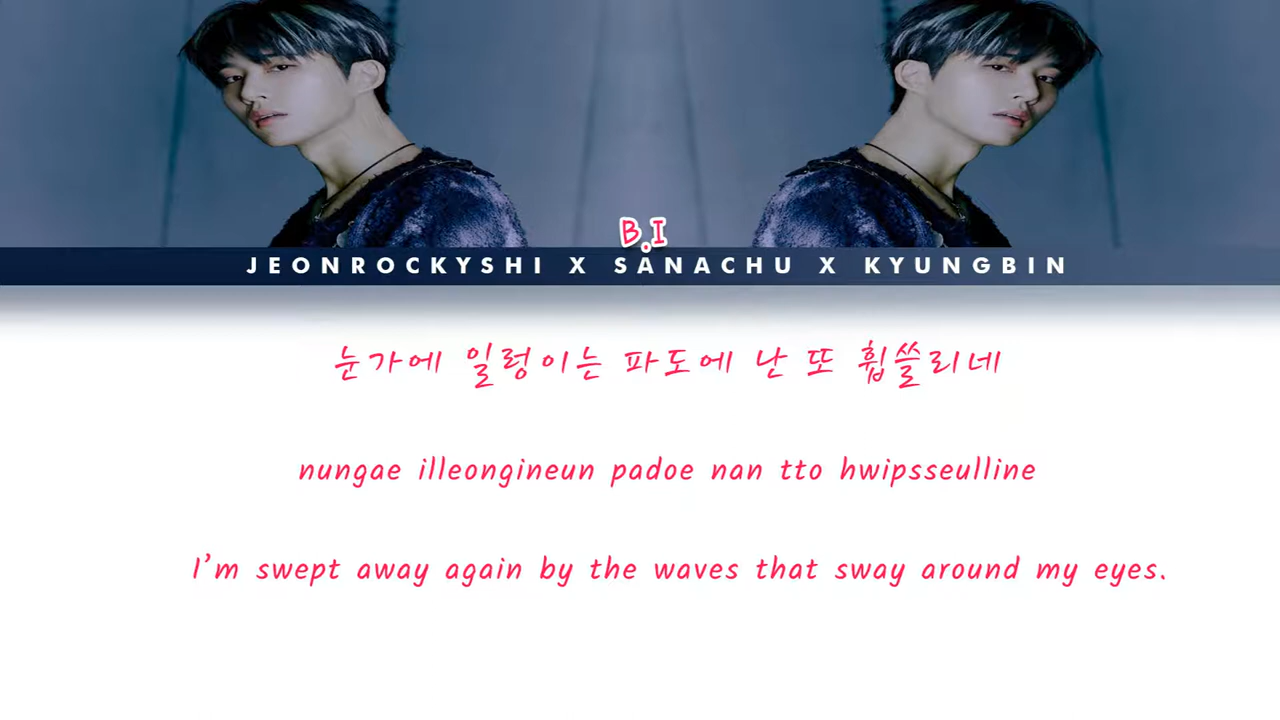 B.I
JEONROCKYSHI X SANACHU X KYUNGBIN
눈가에 일렁이는 파도에 난 또 휩쓸리네
nungae illeongineun padoe nan tto hwipsseulline
I'm swept away again by the waves that sway around my eyes.